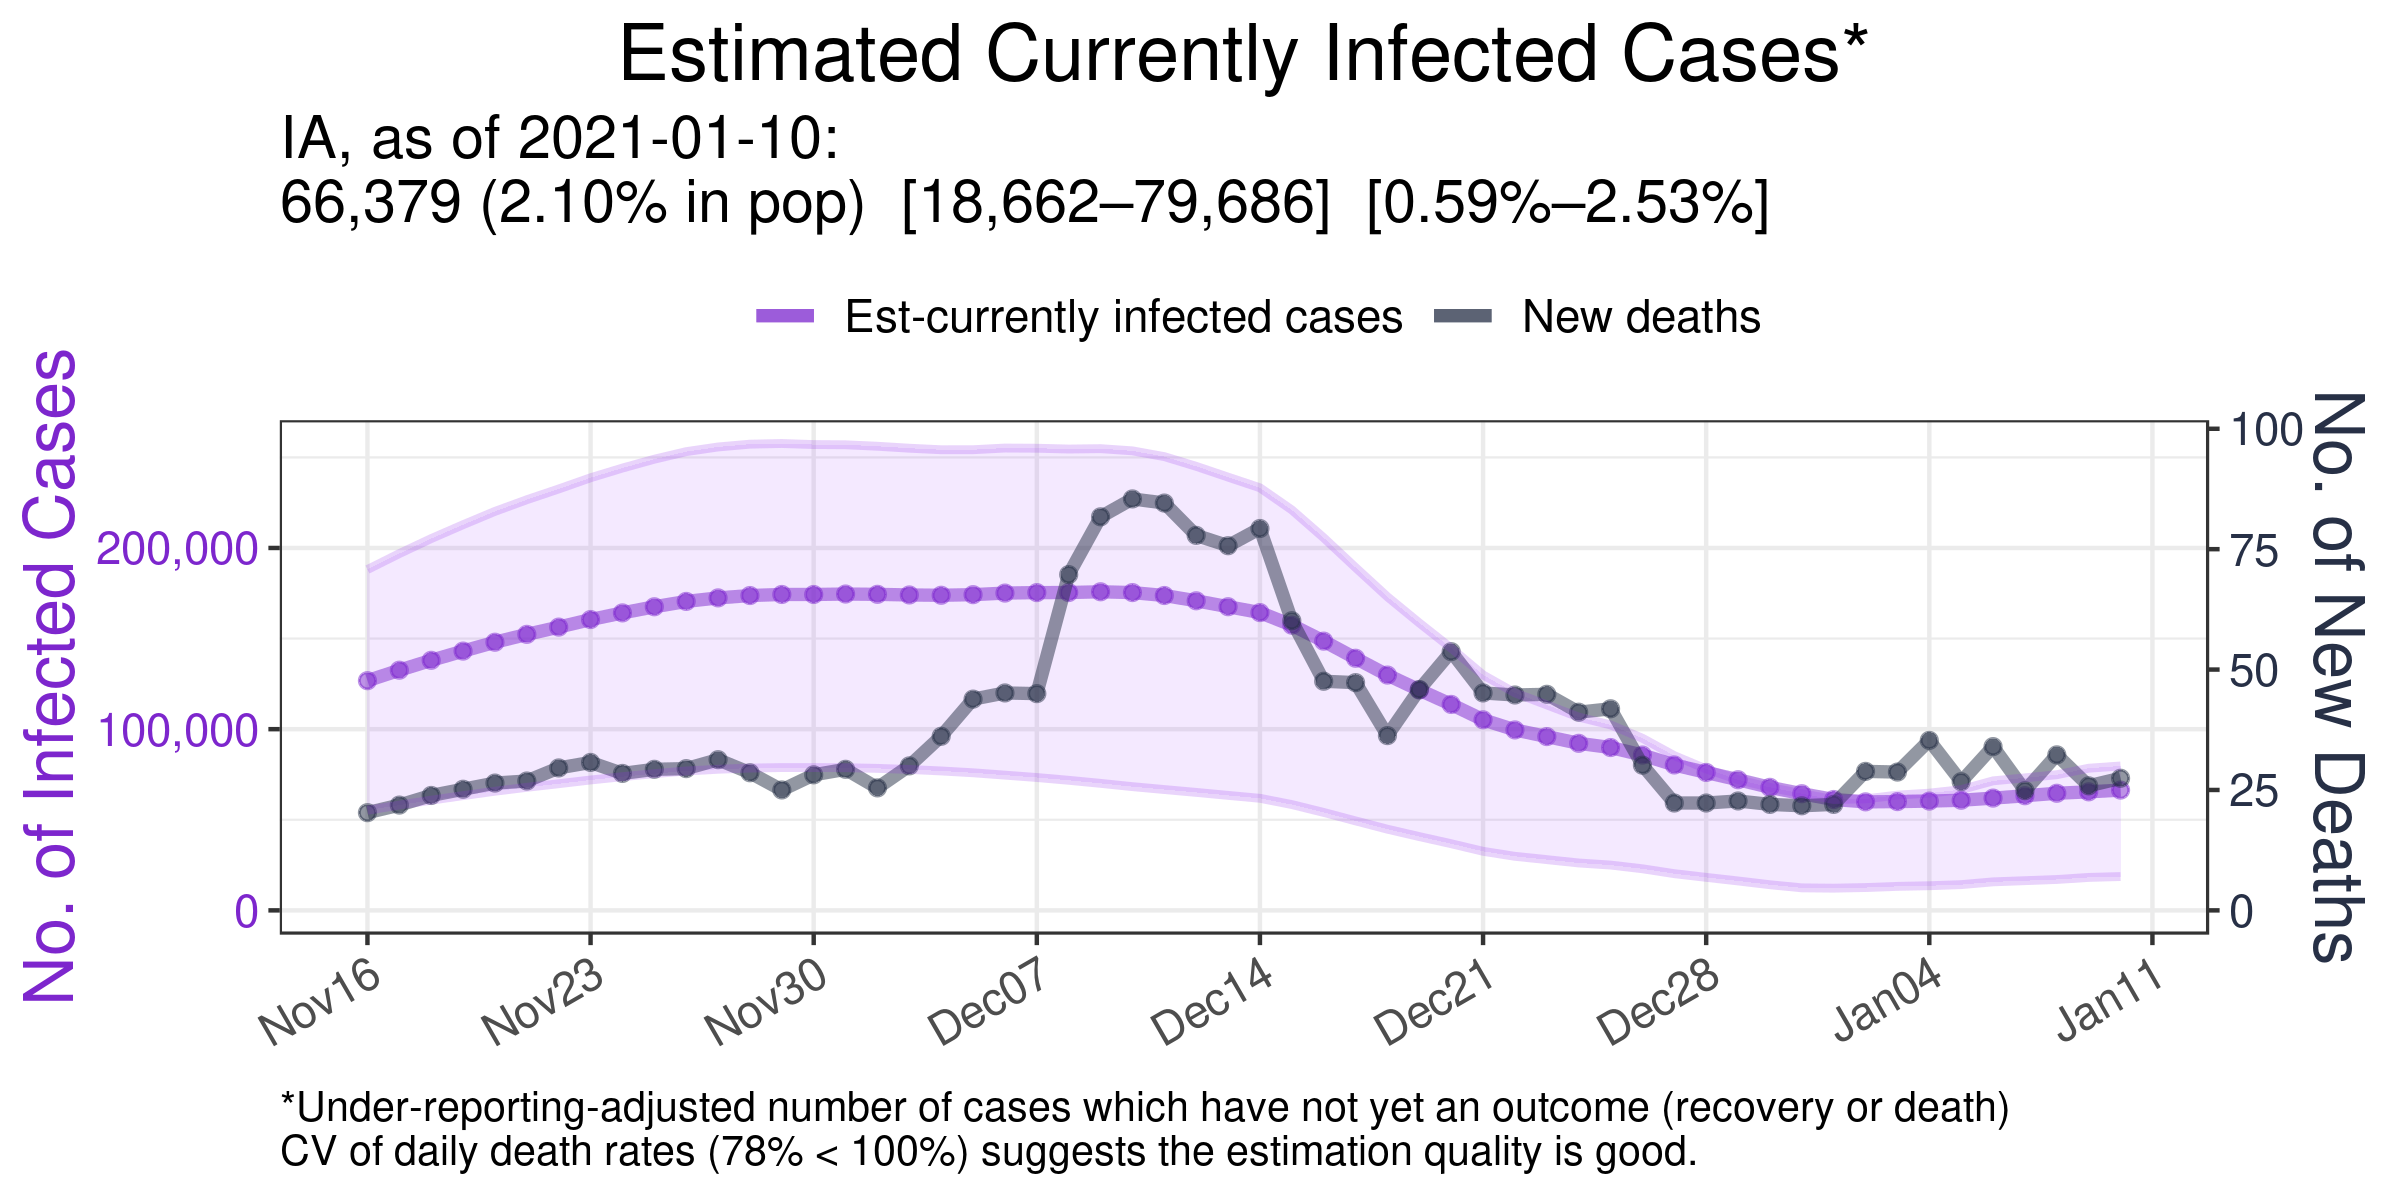 Estimated Currently Infected Cases*
IA, as of 2021-01-10:
66,379 (2.10% in pop)  [18,662–79,686]  [0.59%–2.53%]
Est-currently infected cases
New deaths
No. of Infected Cases
200,000
100,000
0
100
75
50
25
0
No. of New Deaths
Nov16
Nov23
Nov30
Dec07
Dec14
Dec21
Dec28
Jan04
Jan11
*Under-reporting-adjusted number of cases which have not yet an outcome (recovery or death)
CV of daily death rates (78% < 100%) suggests the estimation quality is good.